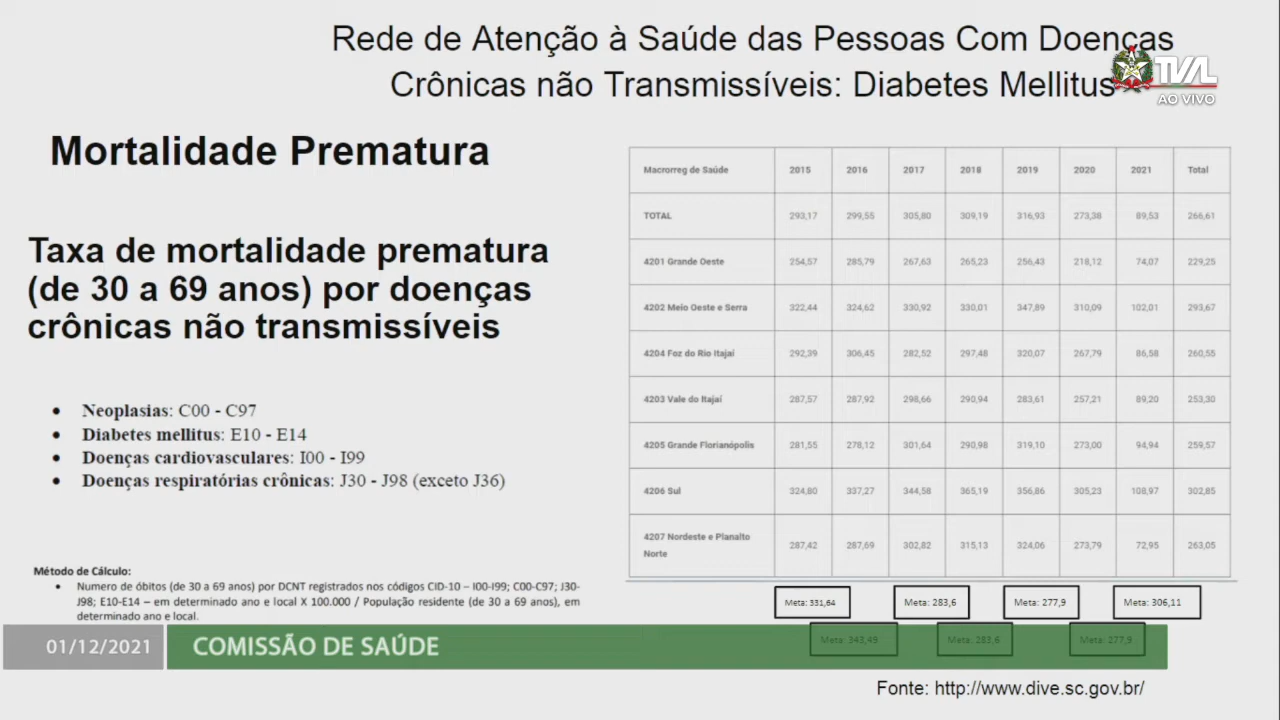 Rede de Atenção à Saúde das Pessoas Com Doenças
Crônicas não Transmissíveis: Diabetes Mellitus
TVAL
AO VIVO
Mortalidade Prematura
Taxa de mortalidade prematura
(de 30 a 69 anos) por doenças
crônicas não transmissíveis
• Neoplasias: C00 - C97
• Diabetes mellitus: E10 - E14
• Doenças cardiovasculares: I00 - I99
• Doenças respiratórias crônicas: J30 - J98 (exceto J36)
Método de Cálculo:
• Numero de óbitos (de 30 a 69 anos) por DCNT registrados nos códigos CID-10 – I00-I99; C00-C97; J30-
J98; E10-E14 – em determinado ano e local X 100.000 / População residente (de 30 a 69 anos), em
determinado ano e local.
Macrorreg de Saúde 2015 2016 2017 2018 2019 2020 2021 Total
TOTAL 293,17 299,55 305,80 309,19 316,93 273,38 89,53 266,61
4201 Grande Oeste 254,57 285,79 267,63 265,23 256,43 218,12 74,07 229,25
4202 Meio Oeste e Serra 322,44 324,62 330,92 330,01 347,89 310,09 102,01 293,67
4204 Foz do Rio Itajaí 292,39 306,45 282,52 297,48 320,07 267,79 86,58 260,55
4203 Vale do Itajaí 287,57 287,92 298,66 290,94 283,61 257,21 89,20 253,30
4205 Grande Florianópolis 281,55 278,12 301,64 290,98 319,10 273,00 94,94 259,57
4206 Sul 324,80 337,27 344,58 365,19 356,86 305,23 108,97 302,85
4207 Nordeste e Planalto
Norte 287,42 287,69 302,82 315,13 324,06 273,79 72,95 263,05
Meta: 331,64 Meta: 283,6 Meta: 277,9 Meta: 306,11
Meta: 343,49 Meta: 283,6 Meta: 277,9
01/12/2021 COMISSÃO DE SAÚDE
Fonte: http://www.dive.sc.gov.br/